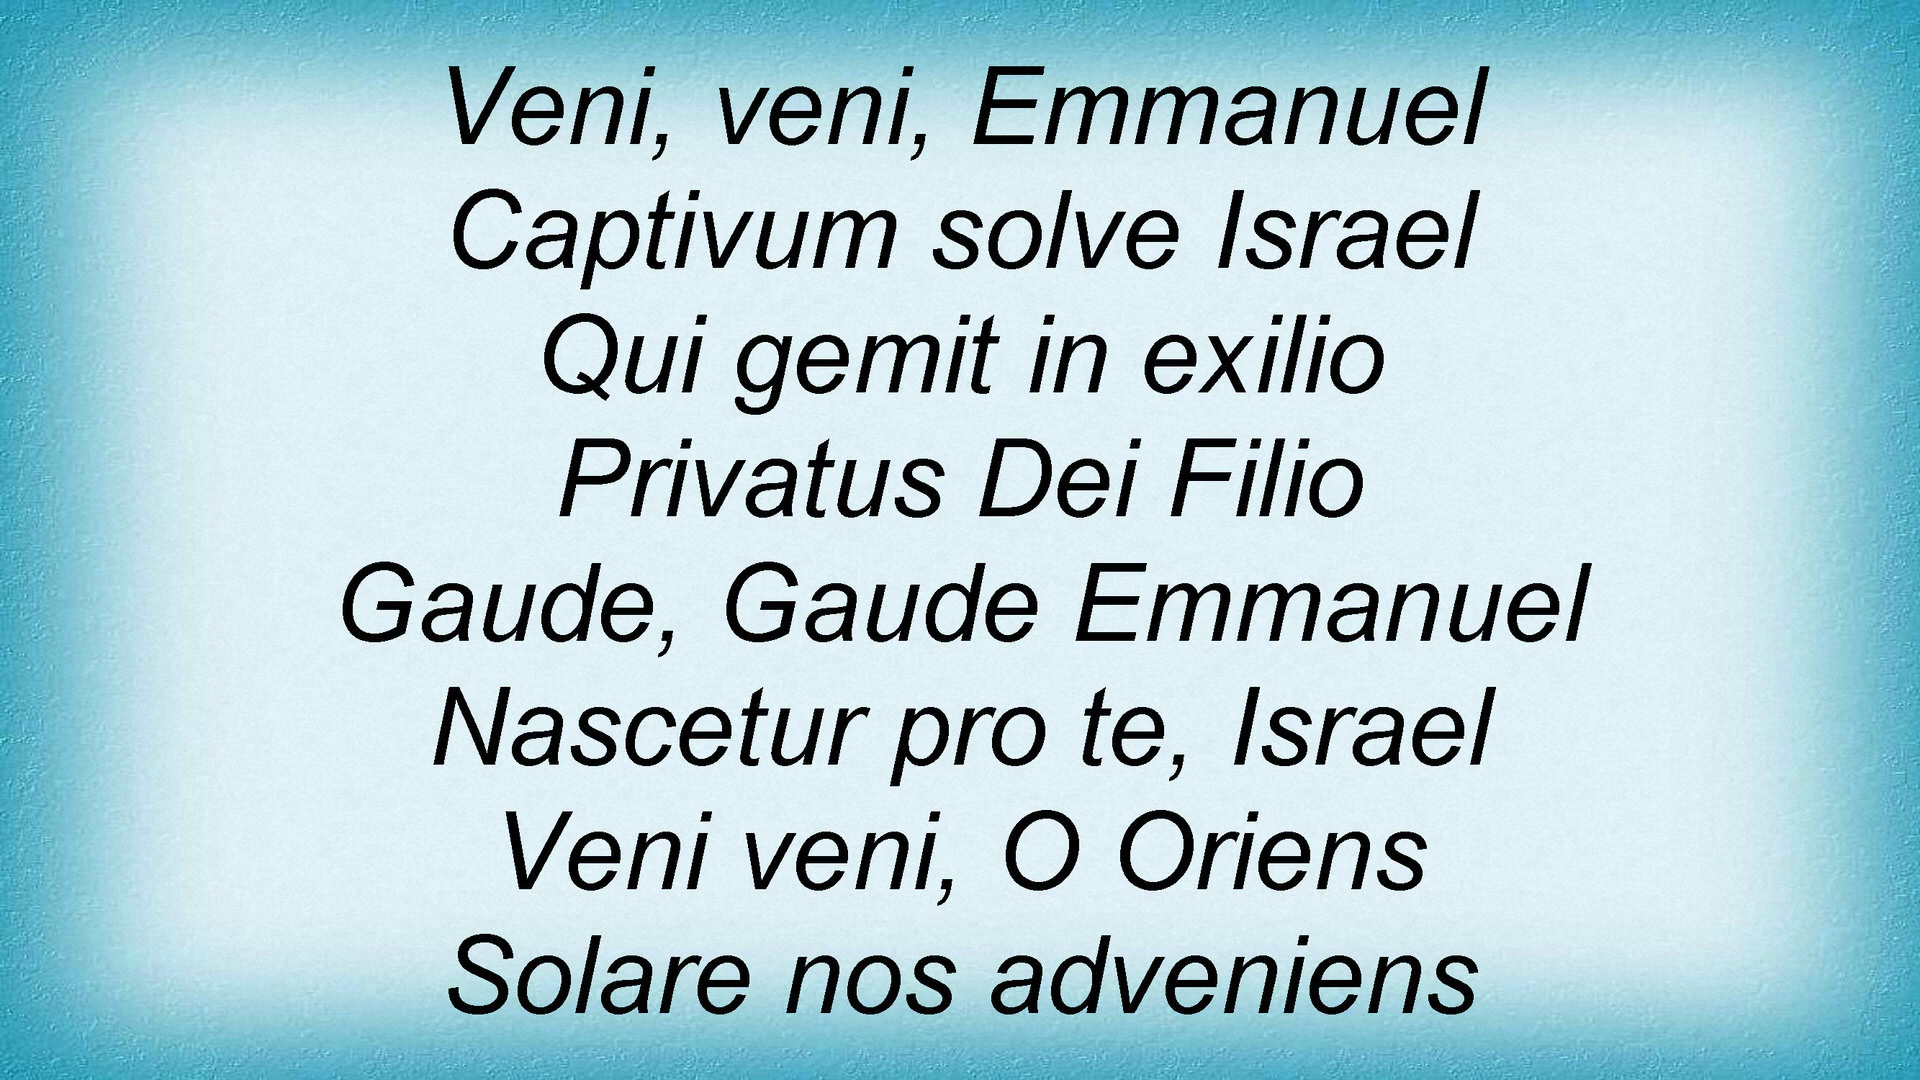 Veni, veni, Emmanuel
Captivum solve Israel
Qui gemit in exilio
Privatus Dei Filio
Gaude, Gaude Emmanuel
Nascetur pro te, Israel
Veni veni, O Oriens
Solare nos adveniens